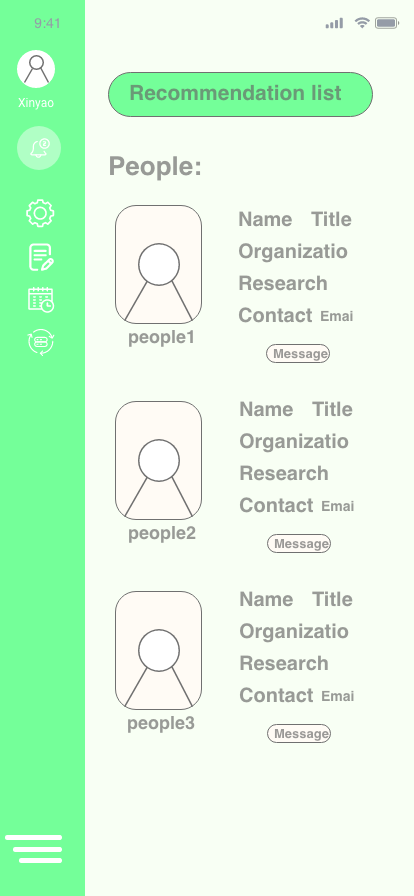 9:41
Xinyao
Recommendation list
People:
Name Title
Organizatio
Research
Contact Emai
Message
people1
Name Title
Organizatio
Research
Contact Emai
Message
people2
Name Title
Organizatio
Research
Contact Emai
Message
people3